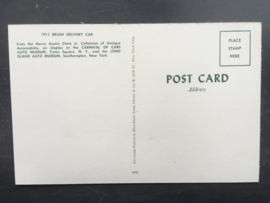 1911 BRUSH DELIVERY CAR
From the Henry Austin Clark Jr. Collection of Antique
Automobiles, on display at the CARNIVAL OF CARS
AUTO MUSEUM, Times Square, N. Y., and the LONG
ISLAND AUTO MUSEUM, Southampton, New York.
PLACE
STAMP
HERE
POST CARD
Address